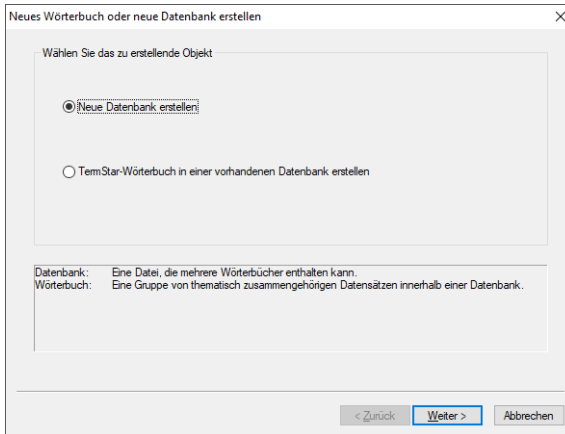 Neues Wörterbuch oder neue Datenbank erstellen
Wählen Sie das zu erstellende Objekt
Neue Datenbank erstellen
TermStar-Wörterbuch in einer vorhandenen Datenbank erstellen
Datenbank: Eine Datei, die mehrere Wörterbücher enthalten kann.
Wörterbuch: Eine Gruppe von thematisch zusammengehörigen Datensätzen innerhalb einer Datenbank.
< Zurück Weiter > Abbrechen